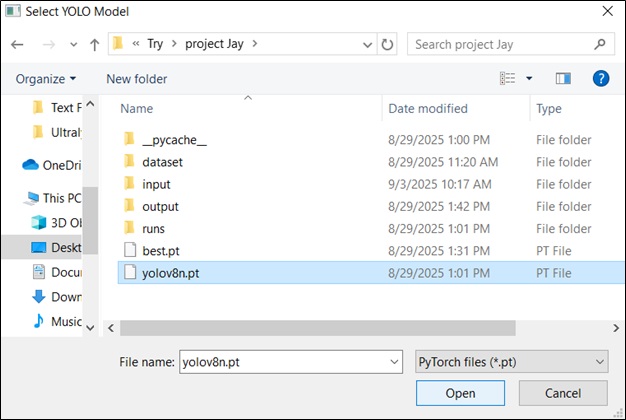 Select YOLO Model
« Try > project Jay >
Search project Jay
Organize
New folder
Name Date modified Type
Text F
Ultraly
OneDri
This PC
3D Ob
Deskt
Docu
Down
Music
__pycache__ 8/29/2025 1:00 PM File folder
dataset 8/29/2025 11:20 AM File folder
input 9/3/2025 10:17 AM File folder
output 8/29/2025 1:42 PM File folder
runs 8/29/2025 1:01 PM File folder
best.pt 8/29/2025 1:31 PM PT File
yolov8n.pt 8/29/2025 1:01 PM PT File
File name: yolov8n.pt
PyTorch files (*.pt)
Open
Cancel